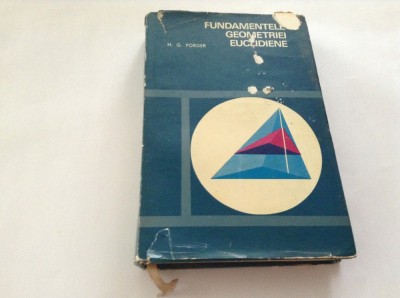 FUNDAMENTELE
GEOMETRIEI
EUCLIDIENE
H. G. FORDER